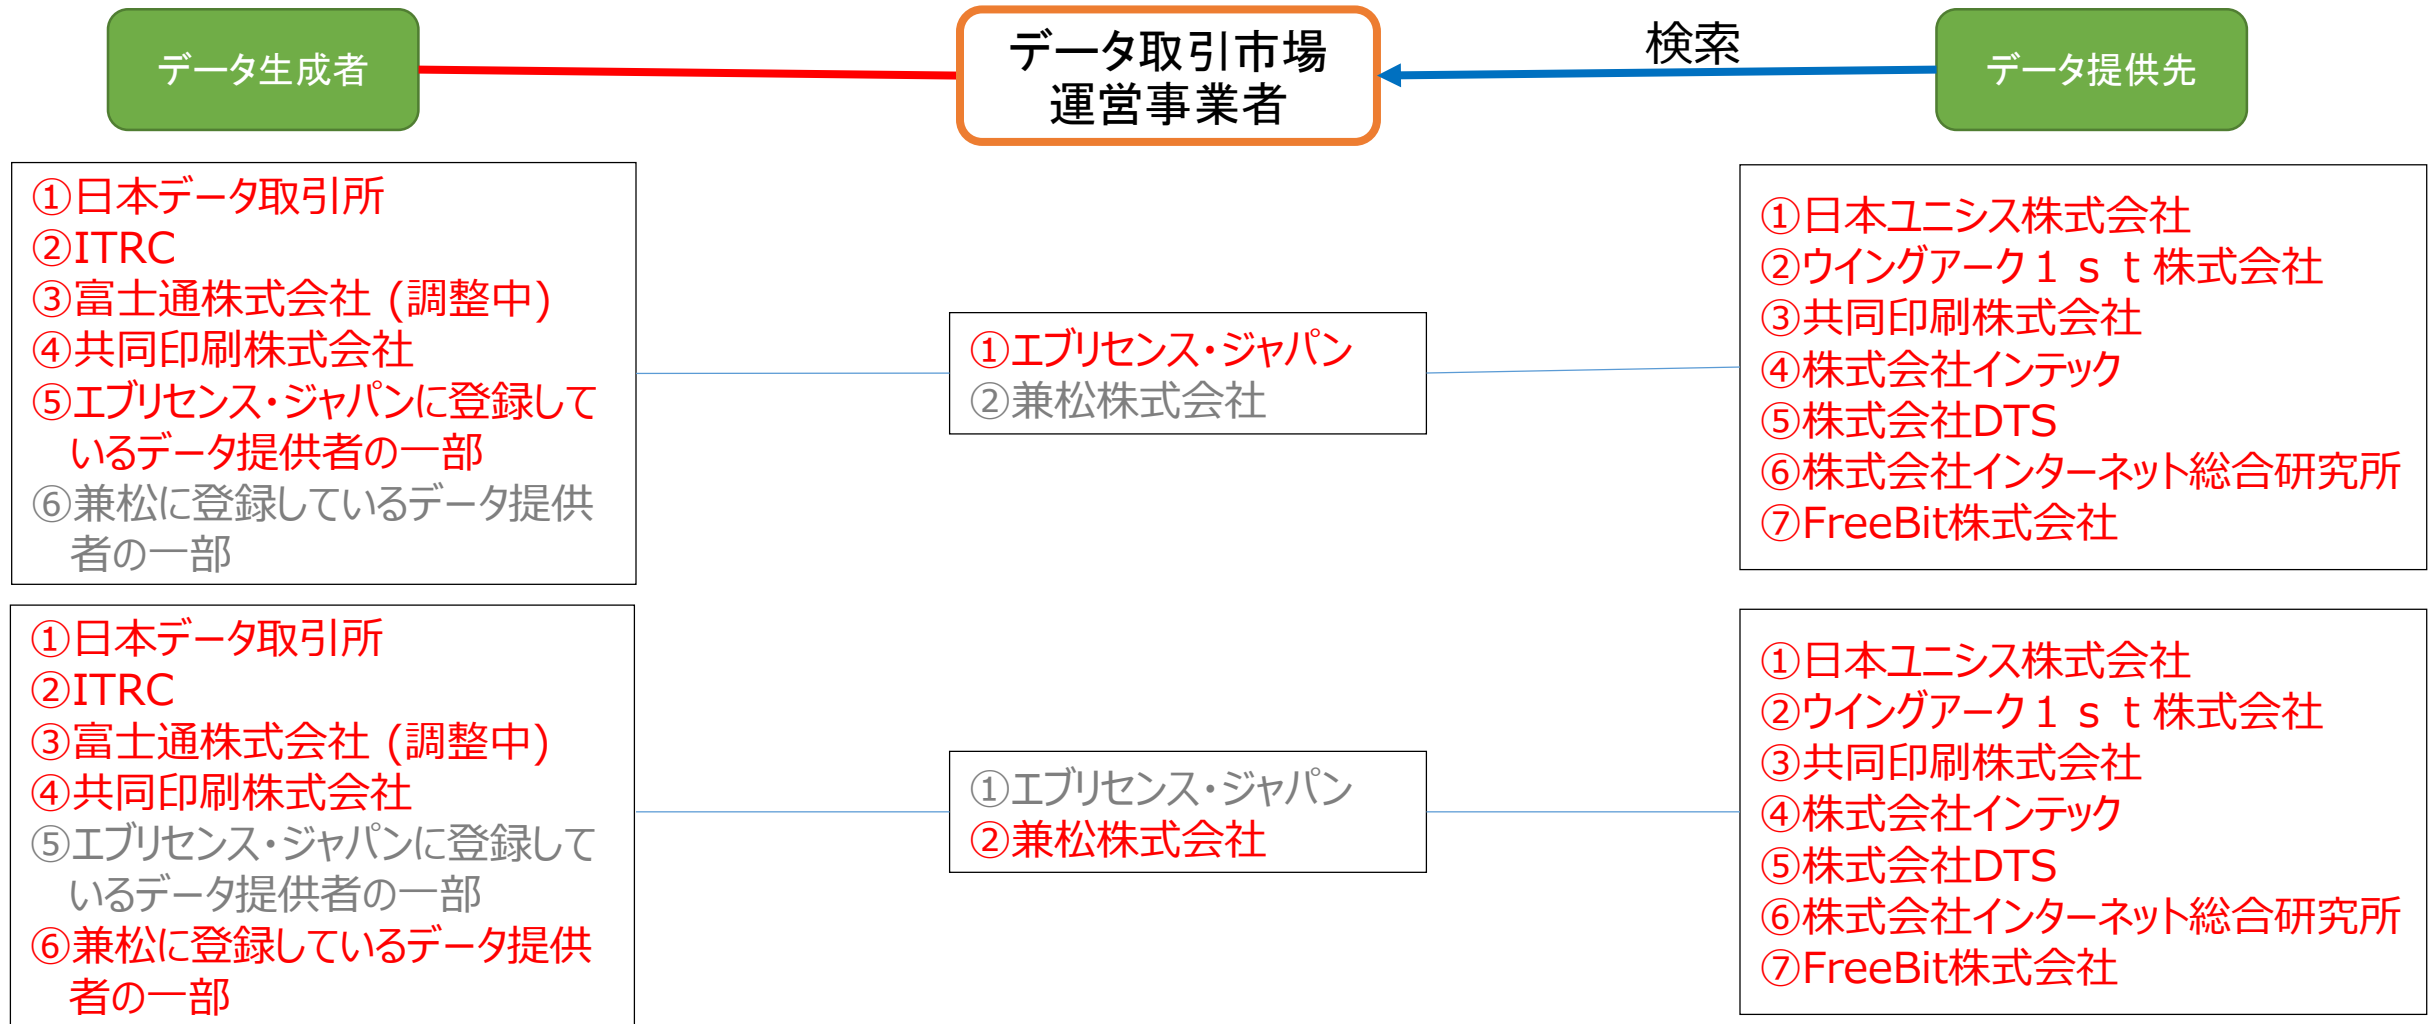 データ生成者
データ取引市場
運営事業者
検索
データ提供先
①日本データ取引所
②ITRC
③富士通株式会社 (調整中)
④共同印刷株式会社
⑤エブリセンス・ジャパンに登録して
いるデータ提供者の一部
⑥兼松に登録しているデータ提供
者の一部
①エブリセンス・ジャパン
②兼松株式会社
①日本ユニシス株式会社
②ウイングアーク１ｓｔ株式会社
③共同印刷株式会社
④株式会社インテック
⑤株式会社DTS
⑥株式会社インターネット総合研究所
⑦FreeBit株式会社
①日本データ取引所
②ITRC
③富士通株式会社 (調整中)
④共同印刷株式会社
⑤エブリセンス・ジャパンに登録して
いるデータ提供者の一部
⑥兼松に登録しているデータ提供
者の一部
①エブリセンス・ジャパン
②兼松株式会社
①日本ユニシス株式会社
②ウイングアーク１ｓｔ株式会社
③共同印刷株式会社
④株式会社インテック
⑤株式会社DTS
⑥株式会社インターネット総合研究所
⑦FreeBit株式会社